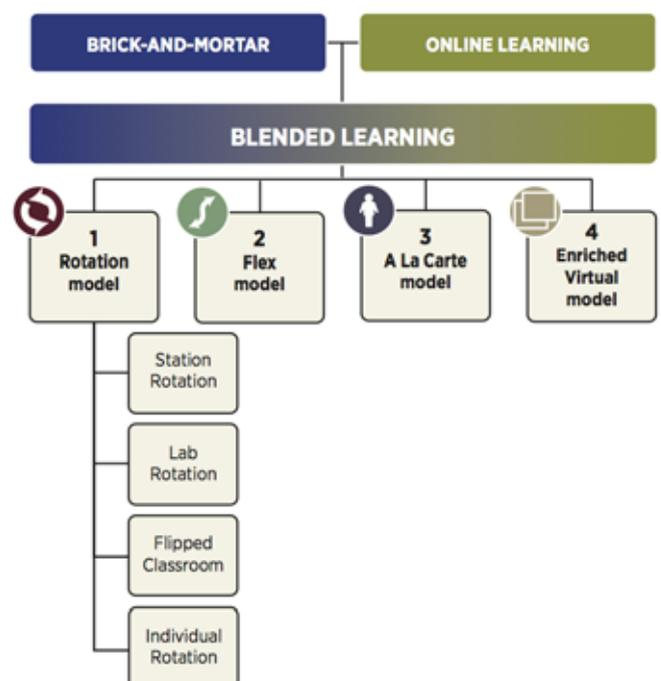 BRICK-AND-MORTAR
ONLINE LEARNING
BLENDED LEARNING
1
Rotation
model
2
Flex
model
3
A La Carte
model
4
Enriched
Virtual
model
Station
Rotation
Lab
Rotation
Flipped
Classroom
Individual
Rotation